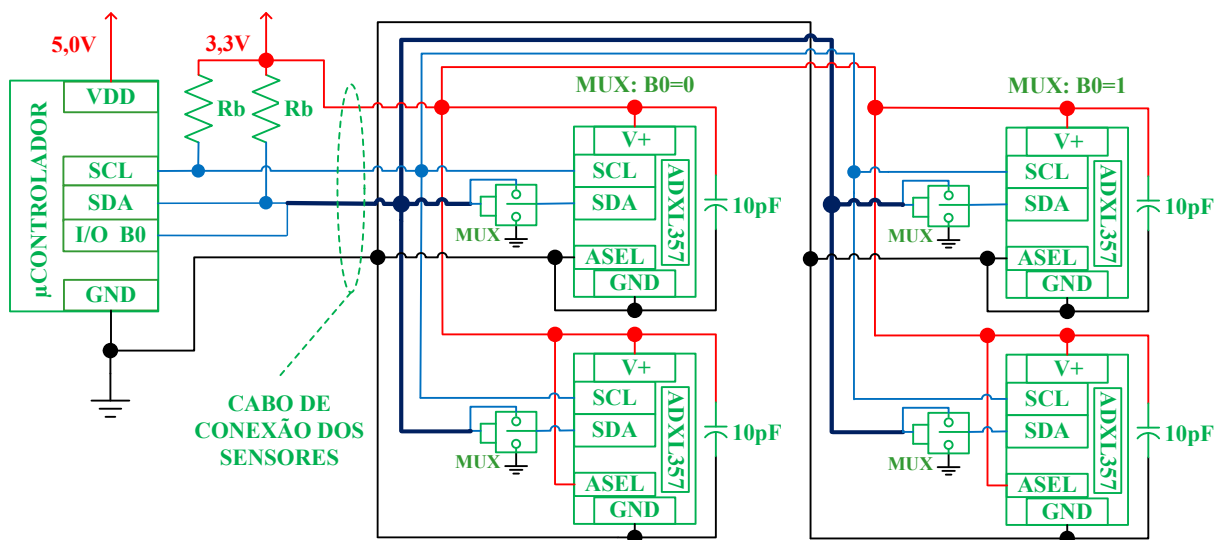 5,0V
3,3V
µCONTROLADOR
VDD
SCL
SDA
I/O B0
GND
Rb
Rb
CABO DE
CONEXÃO DOS
SENSORES
MUX: B0=0
V+
SCL
SDA
ASEL
GND
ADXL357
10pF
MUX
V+
SCL
SDA
ASEL
GND
ADXL357
10pF
MUX
MUX: B0=1
V+
SCL
SDA
ASEL
GND
ADXL357
10pF
MUX
V+
SCL
SDA
ASEL
GND
ADXL357
10pF
MUX